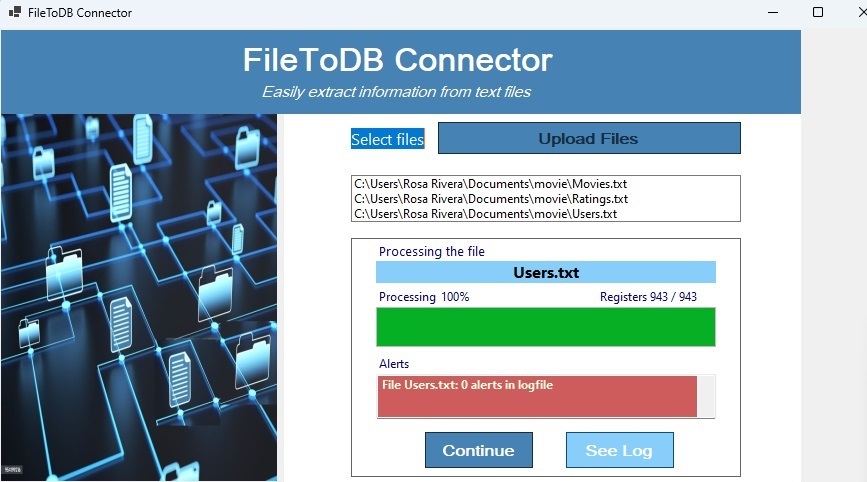 FileToDB Connector
FileToDB Connector
Easily extract information from text files
Select files
Upload Files
C:\Users\Rosa Rivera\Documents\movie\Movies.txt
C:\Users\Rosa Rivera\Documents\movie\Ratings.txt
C:\Users\Rosa Rivera\Documents\movie\Users.txt
Processing the file
Users.txt
Processing 100%
Registers 943 / 943
Alerts
File Users.txt: 0 alerts in logfile
Continue
See Log